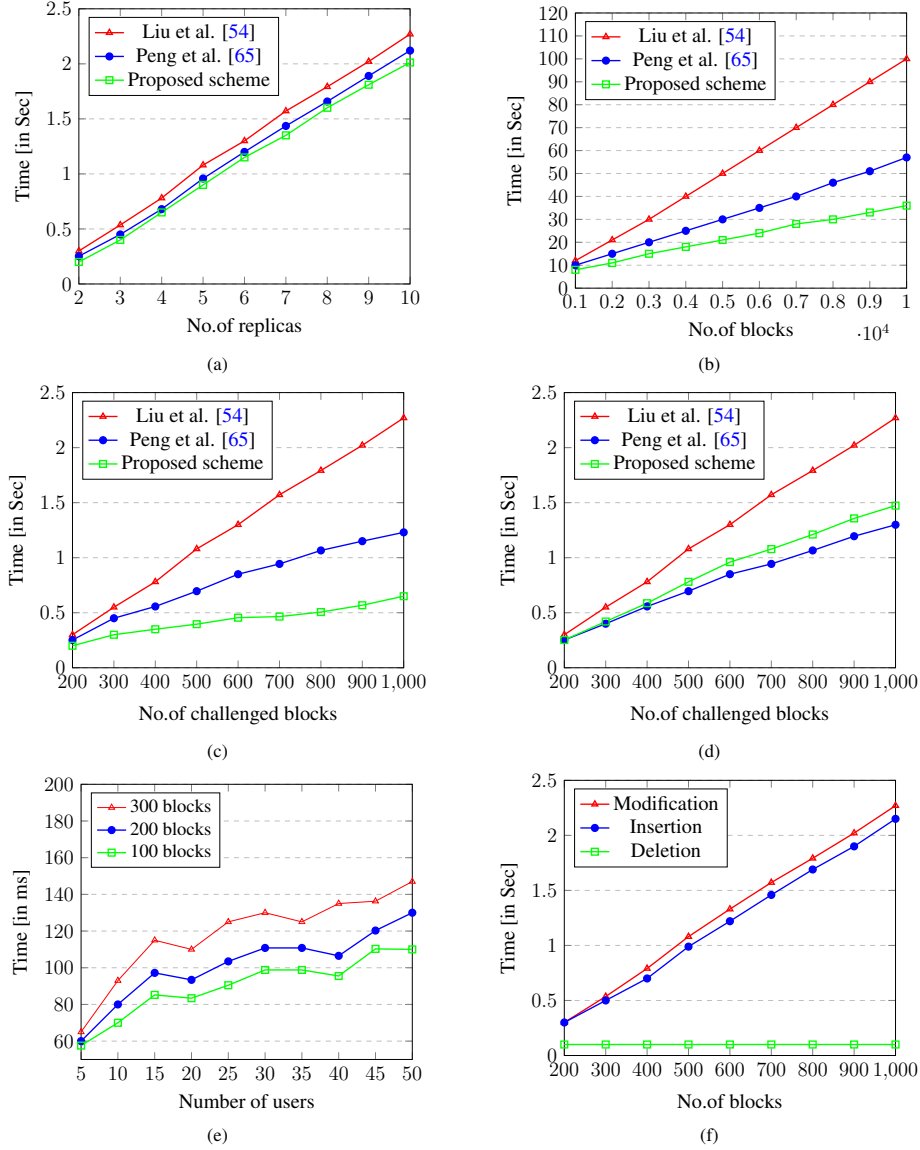 2.5
2
1.5
1
0.5
0
Time [in Sec]
Liu et al. [54]
Peng et al. [65]
Proposed scheme
2 3 4 5 6 7 8 9 10
No.of replicas
(a)
120
110
100
90
80
70
60
50
40
30
20
10
0
Time [in Sec]
Liu et al. [54]
Peng et al. [65]
Proposed scheme
0.1 0.2 0.3 0.4 0.5 0.6 0.7 0.8 0.9 1
No.of blocks
·10⁴
(b)
2.5
2
1.5
1
0.5
0
Time [in Sec]
Liu et al. [54]
Peng et al. [65]
Proposed scheme
200 300 400 500 600 700 800 900 1,000
No.of challenged blocks
(c)
2.5
2
1.5
1
0.5
0
Time [in Sec]
Liu et al. [54]
Peng et al. [65]
Proposed scheme
200 300 400 500 600 700 800 900 1,000
No.of challenged blocks
(d)
200
180
160
140
120
100
80
60
Time [in ms]
300 blocks
200 blocks
100 blocks
5 10 15 20 25 30 35 40 45 50
Number of users
(e)
2.5
2
1.5
1
0.5
0
Time [in Sec]
Modification
Insertion
Deletion
200 300 400 500 600 700 800 900 1,000
No.of blocks
(f)